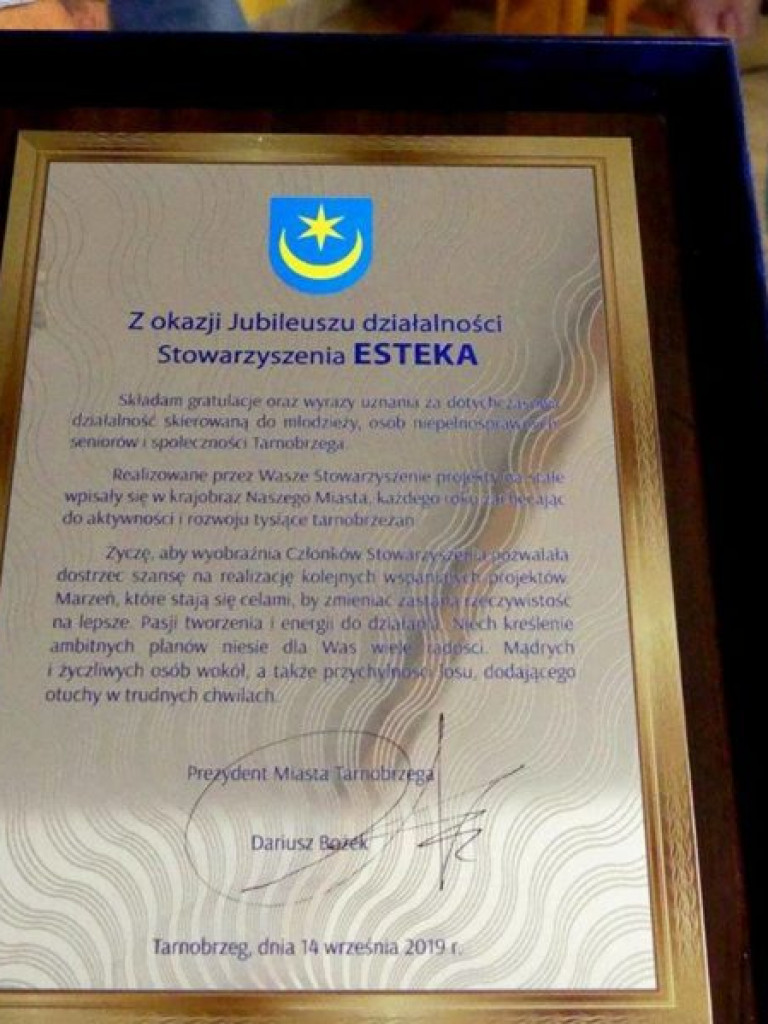 Z okazji Jubileuszu działalności
Stowarzyszenia ESTEKA
Składam gratulacje oraz wyrazy uznania za dotychczasową
działalność skierowaną do młodzieży, osób niepełnosprawnych
seniorów i społeczności Tarnobrzega.
Realizowane przez Wasze Stowarzyszenie projekty na stałe
wpisały się w krajobraz Naszego Miasta, każdego roku zachęcając
do aktywności i rozwoju tysiące tarnobrzeżan.
Życzę, aby wyobraźnia Członków Stowarzyszenia pozwalała
dostrzec szansę na realizację kolejnych wspaniałych projektów.
Marzeń, które stają się celami, by zmieniać zastaną rzeczywistość
na lepsze. Pasji tworzenia i energii do działania. Niech kreślenie
ambitnych planów niesie dla Was wiele radości. Mądrych
i życzliwych osób wokół, a także przychylności losu, dodającego
otuchy w trudnych chwilach.
Prezydent Miasta Tarnobrzega
Dariusz Bożek
Tarnobrzeg, dnia 14 września 2019 r.